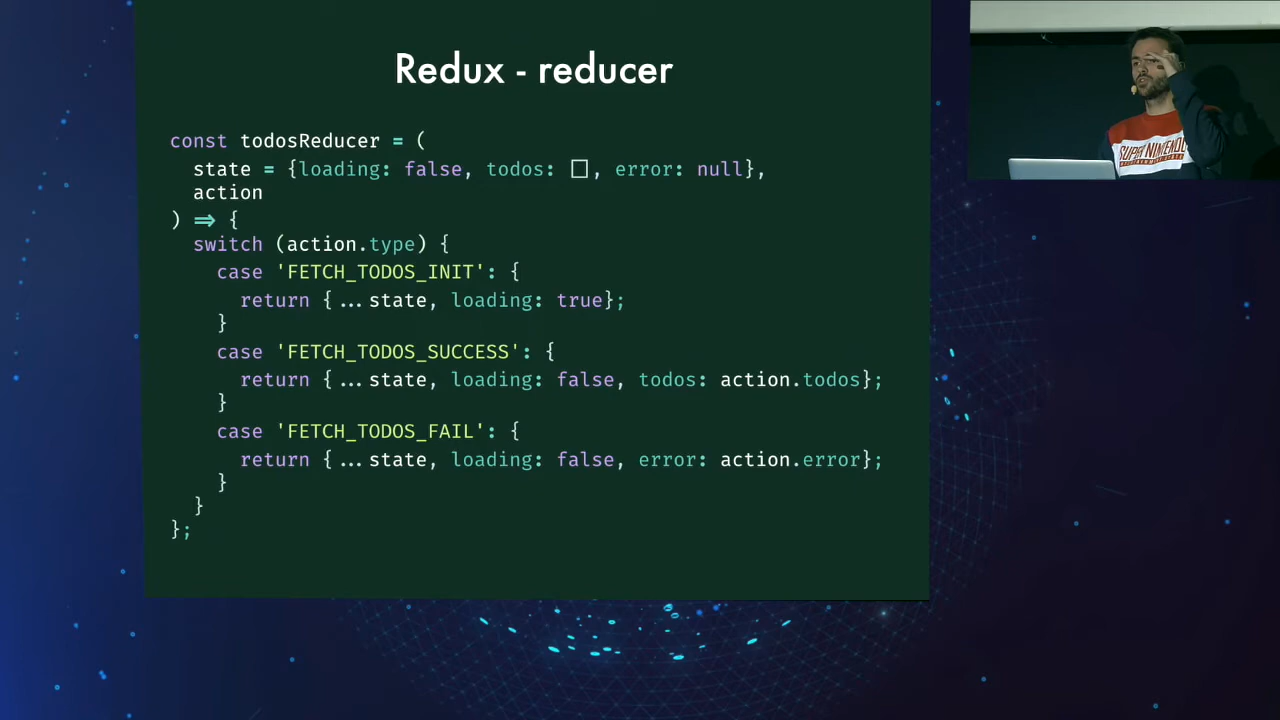 Redux - reducer
const todosReducer = (
  state = {loading: false, todos: [], error: null},
  action
) => {
  switch (action.type) {
    case 'FETCH_TODOS_INIT': {
      return {...state, loading: true};
    }
    case 'FETCH_TODOS_SUCCESS': {
      return {...state, loading: false, todos: action.todos};
    }
    case 'FETCH_TODOS_FAIL': {
      return {...state, loading: false, error: action.error};
    }
  }
};
SUPER NINTENDO